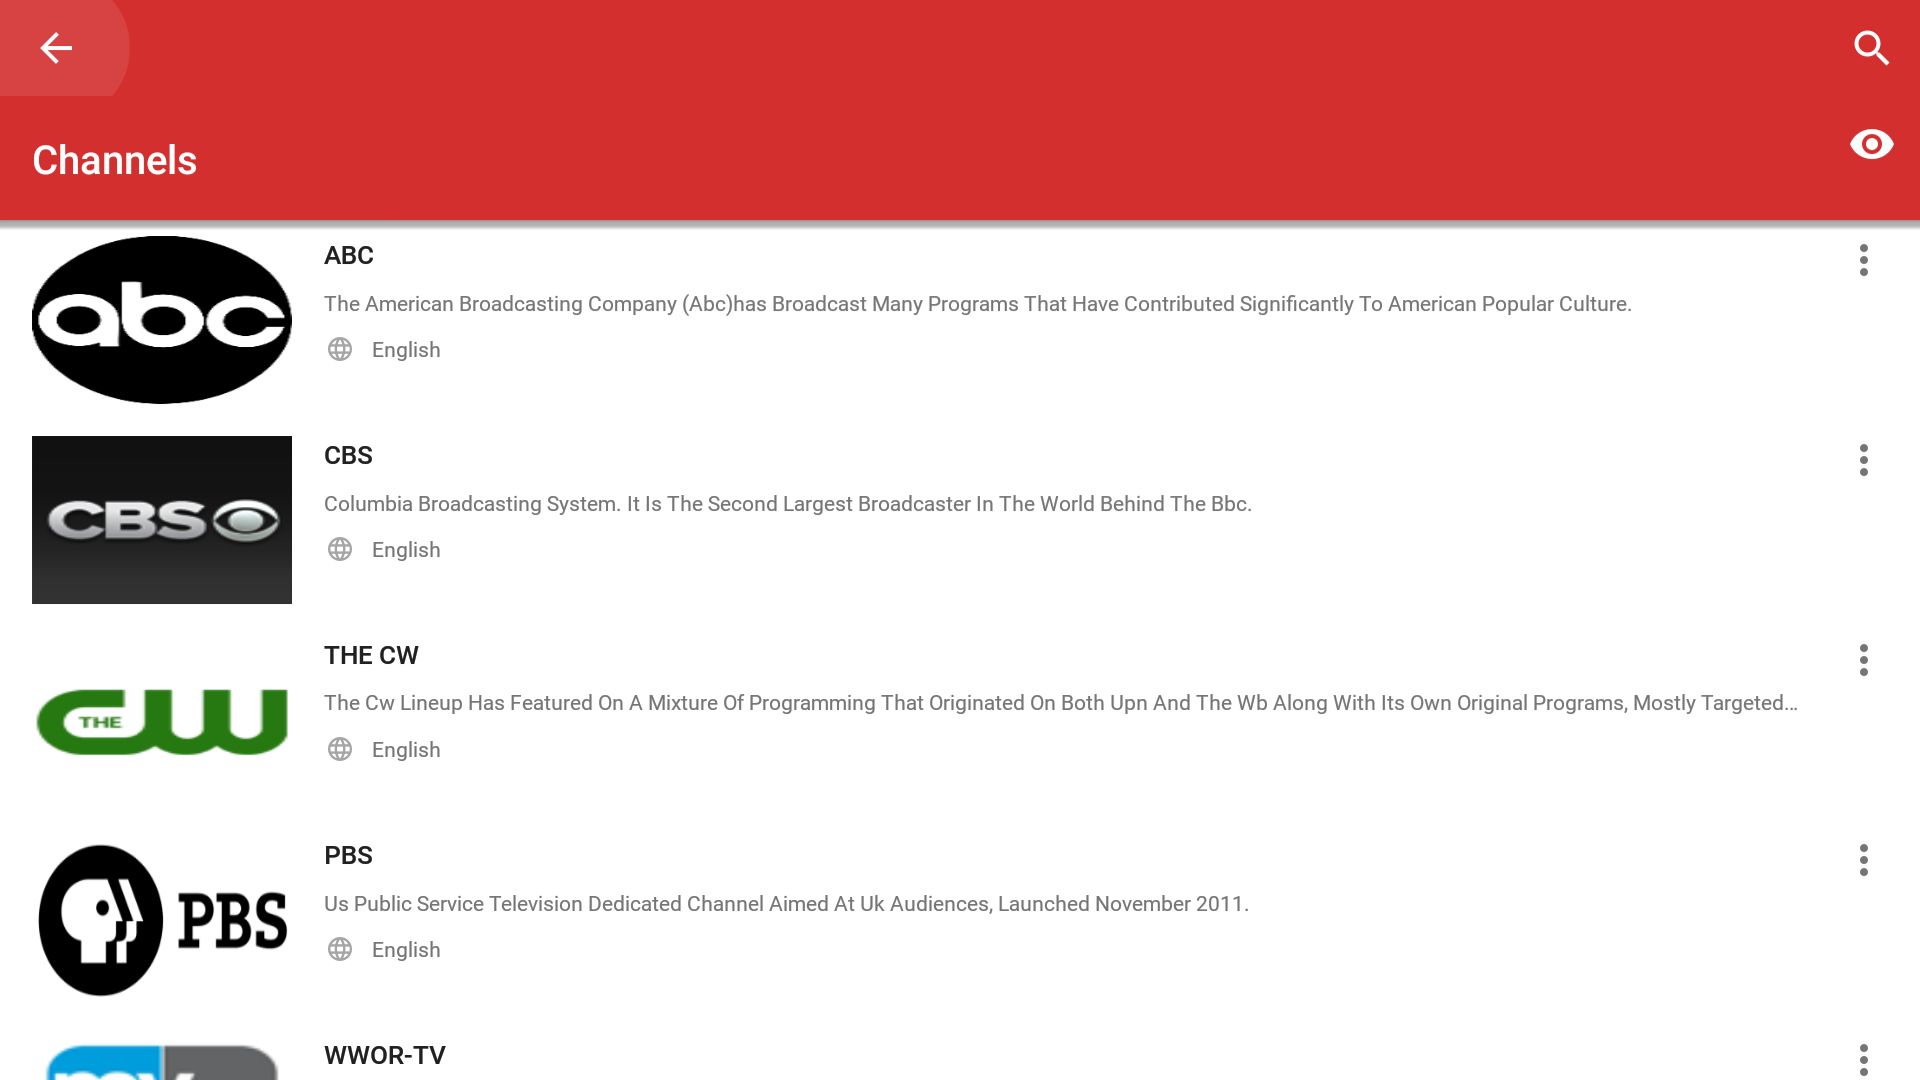 Channels
abc
ABC
The American Broadcasting Company (Abc)has Broadcast Many Programs That Have Contributed Significantly To American Popular Culture.
English
CBS
CBS
Columbia Broadcasting System. It Is The Second Largest Broadcaster In The World Behind The Bbc.
English
THE CW
THE CW
The Cw Lineup Has Featured On A Mixture Of Programming That Originated On Both Upn And The Wb Along With Its Own Original Programs, Mostly Targeted...
English
PBS
PBS
Us Public Service Television Dedicated Channel Aimed At Uk Audiences, Launched November 2011.
English
WWOR-TV